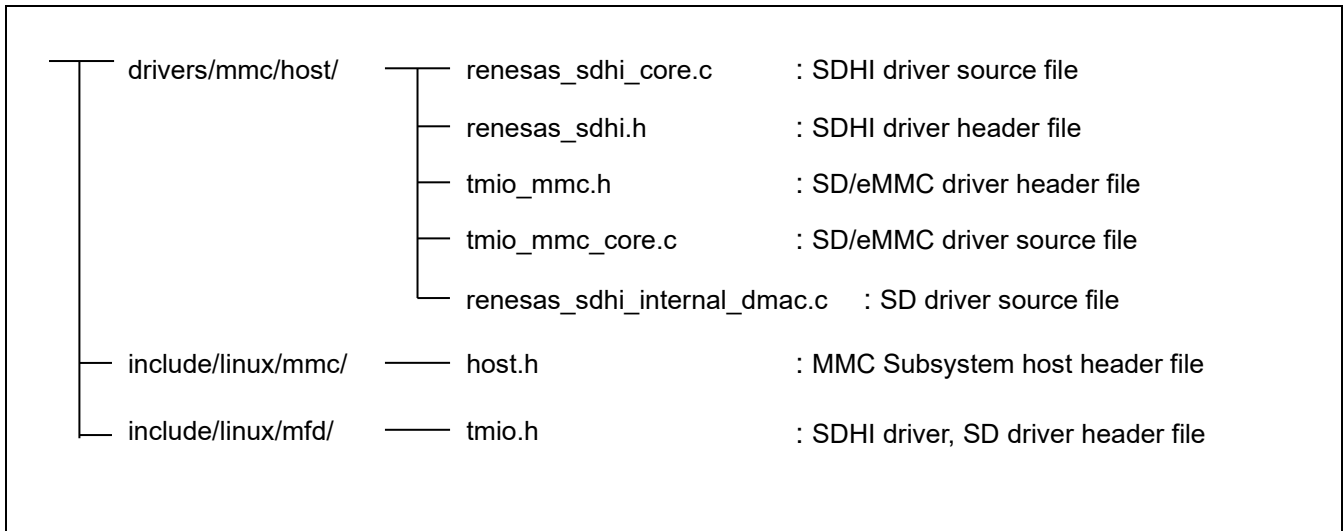 drivers/mmc/host/ renesas_sdhi_core.c : SDHI driver source file
renesas_sdhi.h : SDHI driver header file
tmio_mmc.h : SD/eMMC driver header file
tmio_mmc_core.c : SD/eMMC driver source file
renesas_sdhi_internal_dmac.c : SD driver source file
include/linux/mmc/ host.h : MMC Subsystem host header file
include/linux/mfd/ tmio.h : SDHI driver, SD driver header file